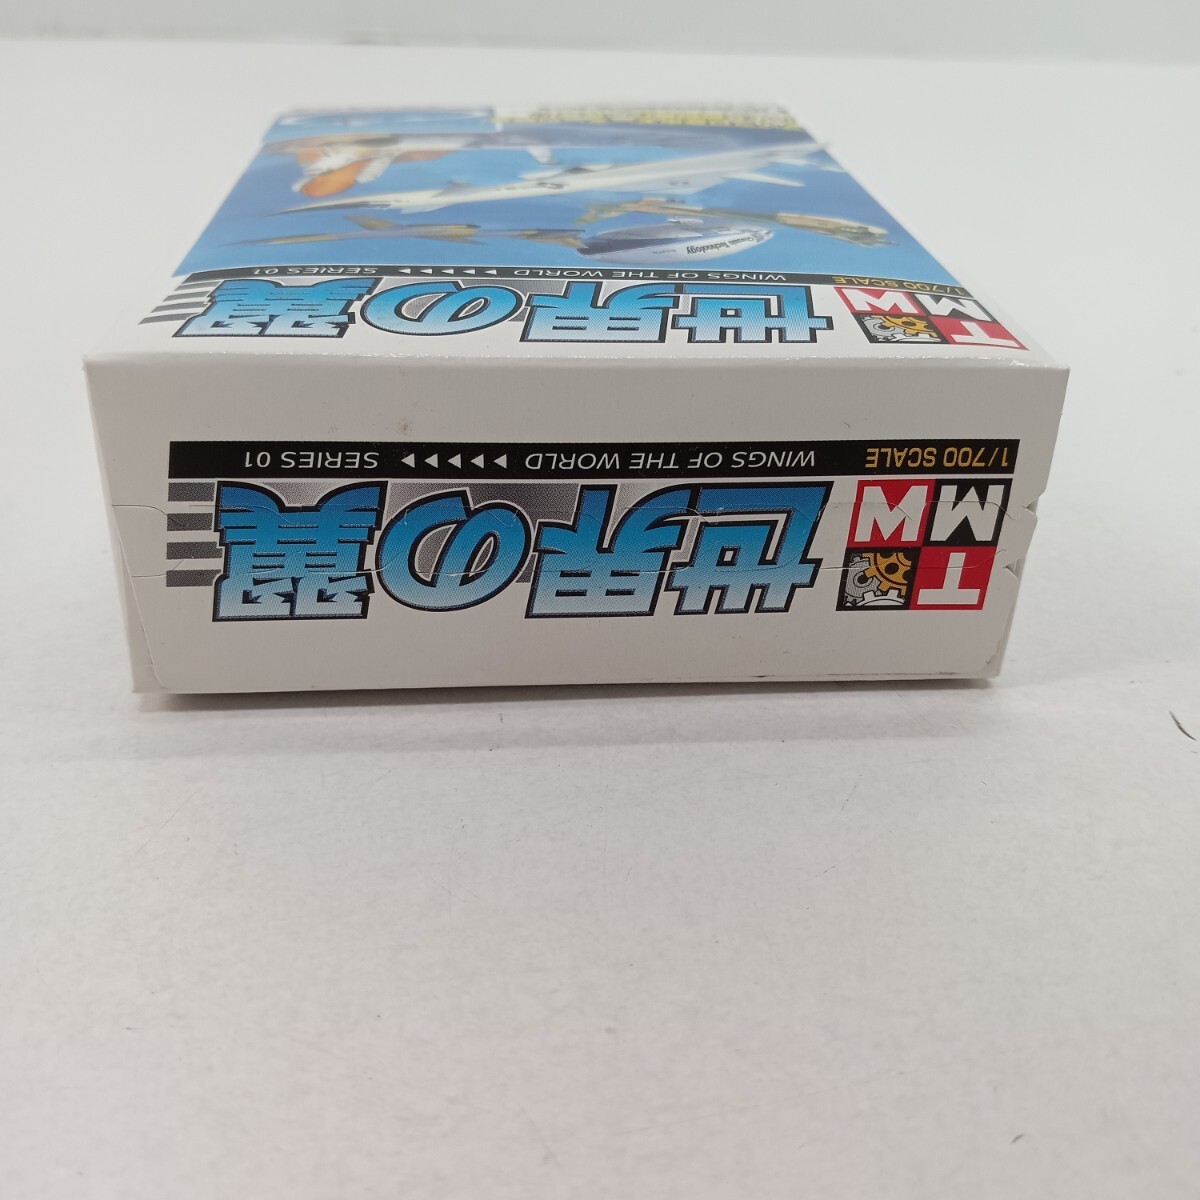 1/700 SCALE
WINGS OF THE WORLD ▶▶▶▶▶ SERIES 01
TMW
世界の翼
1/700 SCALE
WINGS OF THE WORLD ▶▶▶▶▶ SERIES 01
TMW
世界の翼
Technology